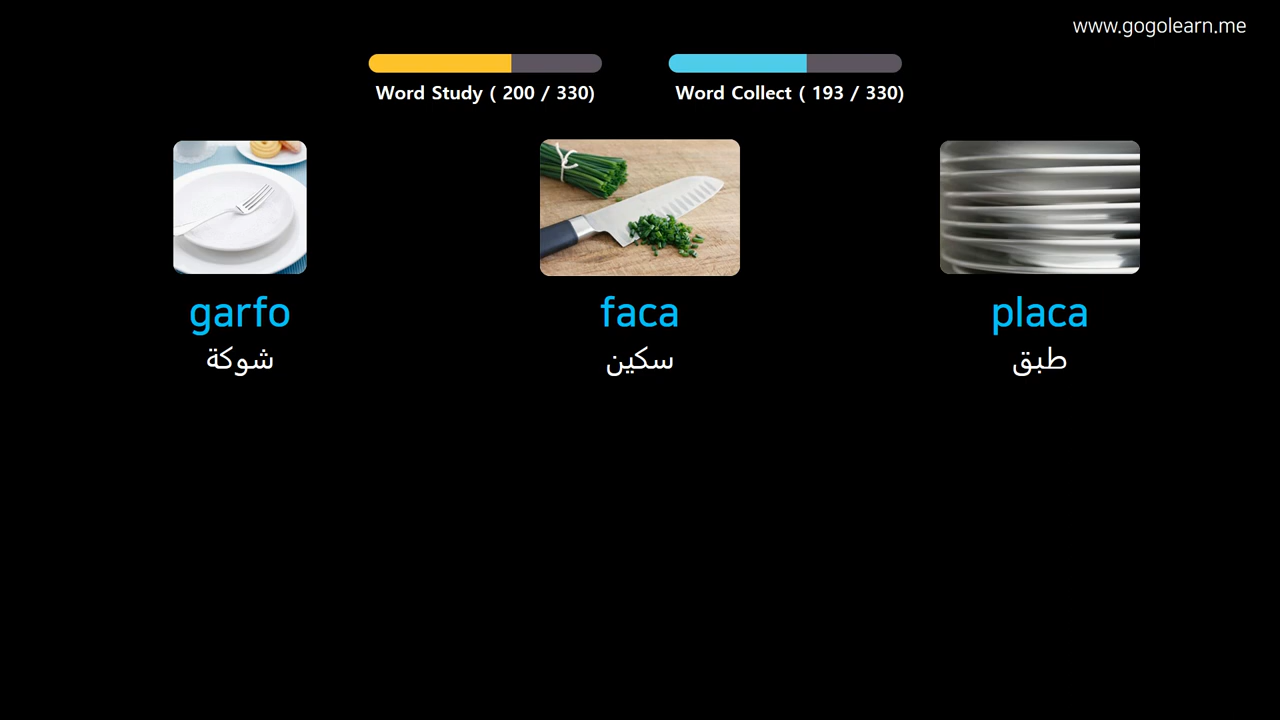 www.gogolearn.me
Word Study ( 200 / 330)
Word Collect ( 193 / 330)
garfo
شوكة
faca
سكين
placa
طبق